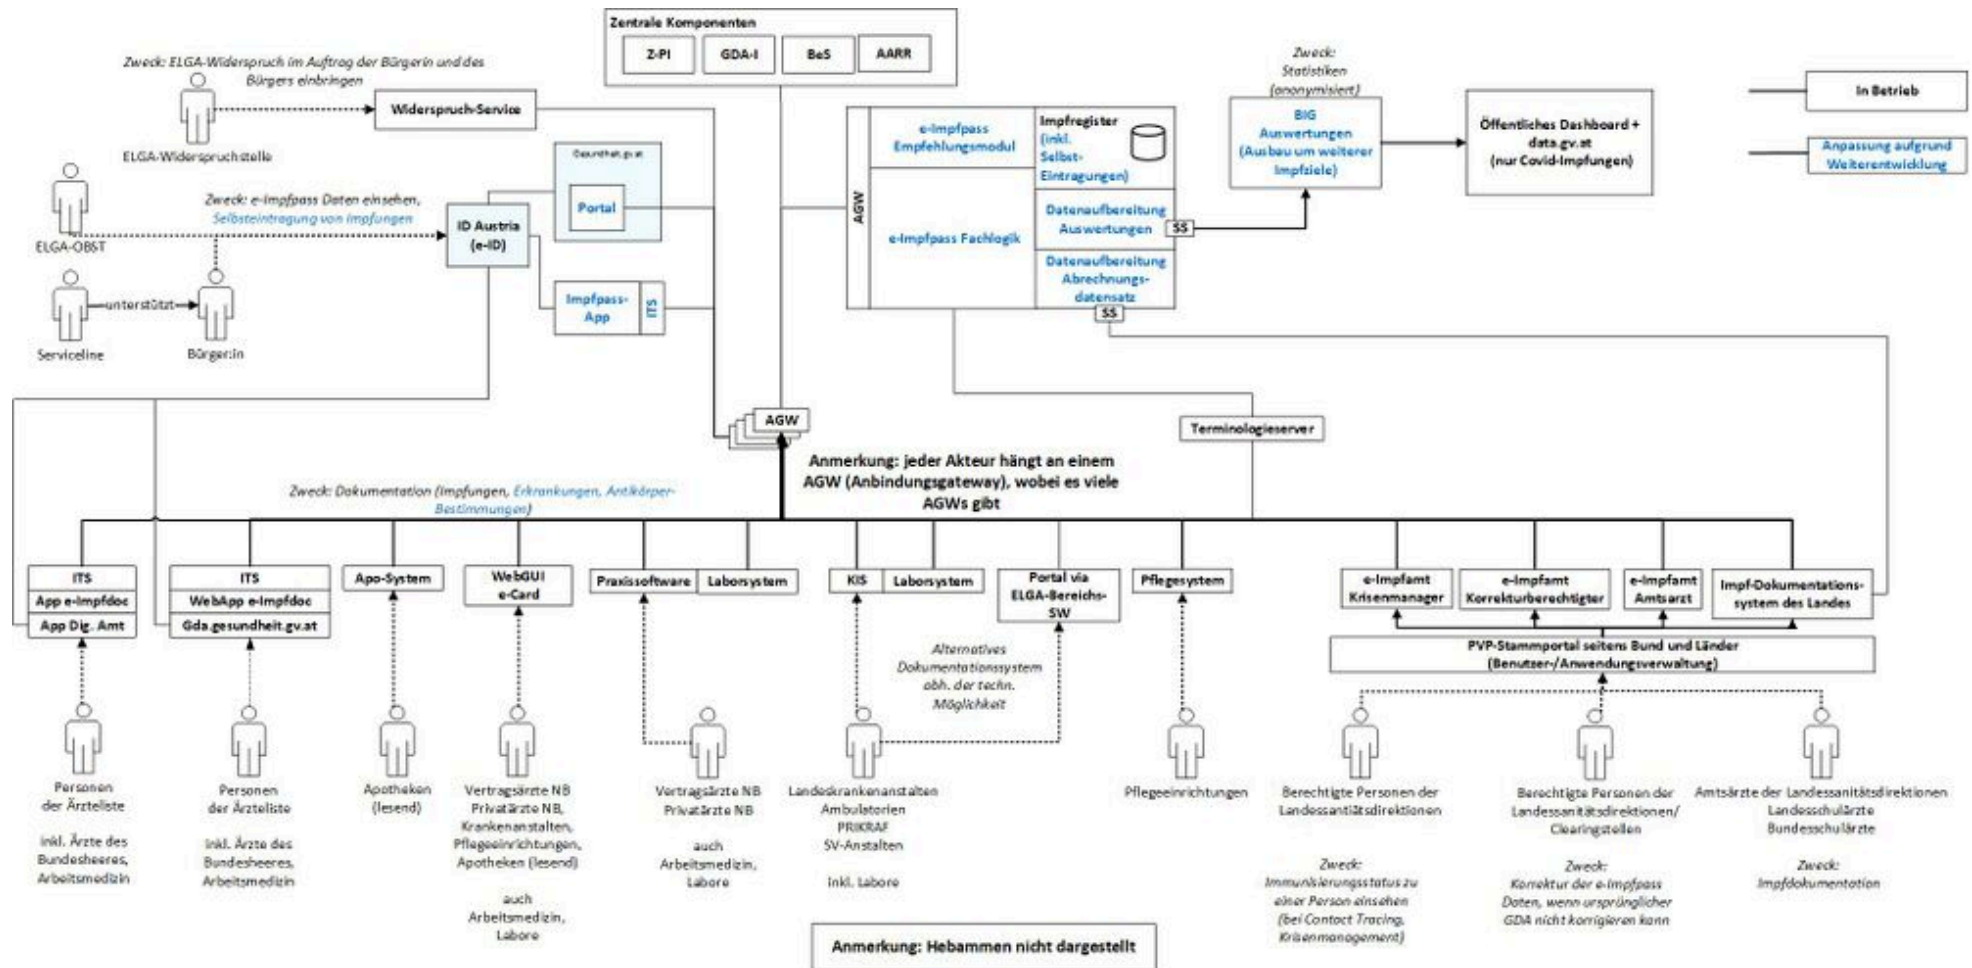 Zentrale Komponenten
Z-PI
GDA-I
BeS
AARR
Zweck: ELGA-Widerspruch im Auftrag der Bürgerin und des
Bürgers einbringen
Widerspruch-Service
ELGA-Widerspruchstelle
Gesundheit.gv.at
Portal
ELGA-OBST
Zweck: e-Impfpass Daten einsehen,
Selbsteintragung von Impfungen
ID Austria
(e-ID)
Impfpass-
App
ITS
unterstützt
Serviceline
Bürger:in
AGW
e-Impfpass
Empfehlungsmodul
e-Impfpass Fachlogik
Impfregister
(inkl.
Selbst-
Eintragungen)
Datenaufbereitung
Auswertungen
SS
Datenaufbereitung
Abrechnungs-
datensatz
SS
Zweck:
Statistiken
(anonymisiert)
BIG
Auswertungen
(Ausbau um weiterer
Impfziele)
Öffentliches Dashboard +
data.gv.at
(nur Covid-Impfungen)
In Betrieb
Anpassung aufgrund
Weiterentwicklung
AGW
Terminologieserver
Anmerkung: jeder Akteur hängt an einem
AGW (Anbindungsgateway), wobei es viele
AGWs gibt
Zweck: Dokumentation (Impfungen, Erkrankungen, Antikörper-
Bestimmungen)
ITS
App e-Impfdoc
App Dig. Amt
ITS
WebApp e-Impfdoc
Gda.gesundheit.gv.at
Apo-System
WebGUI
e-Card
Praxissoftware
Laborsystem
KIS
Laborsystem
Portal via
ELGA-Bereichs-
SW
Pflegesystem
e-Impfamt
Krisenmanager
e-Impfamt
Korrekturberechtigter
e-Impfamt
Amtsarzt
Impf-Dokumentations-
system des Landes
PVP-Stammportal seitens Bund und Länder
(Benutzer-/Anwendungsverwaltung)
Alternatives
Dokumentationssystem
abh. der techn.
Möglichkeit
Personen
der Ärzteliste
inkl. Ärzte des
Bundesheeres,
Arbeitsmedizin
Personen
der Ärzteliste
inkl. Ärzte des
Bundesheeres,
Arbeitsmedizin
Apotheken
(lesend)
Vertragsärzte NB
Privatärzte NB,
Krankenanstalten,
Pflegeeinrichtungen,
Apotheken (lesend)
auch
Arbeitsmedizin,
Labore
Vertragsärzte NB
Privatärzte NB
auch
Arbeitsmedizin,
Labore
Landeskrankenanstalten
Ambulatorien
PRIKRAF
SV-Anstalten
inkl. Labore
Pflegeeinrichtungen
Berechtigte Personen der
Landessantiätsdirektionen
Zweck:
Immunisierungsstatus zu
einer Person einsehen
(bei Contact Tracing,
Krisenmanagement)
Berechtigte Personen der
Landessanitätsdirektionen/
Clearingstellen
Zweck:
Korrektur der e-Impfpass
Daten, wenn ursprünglicher
GDA nicht korrigieren kann
Amtsärzte der Landessanitätsdirektionen
Landesschulärzte
Bundesschulärzte
Zweck:
Impfdokumentation
Anmerkung: Hebammen nicht dargestellt